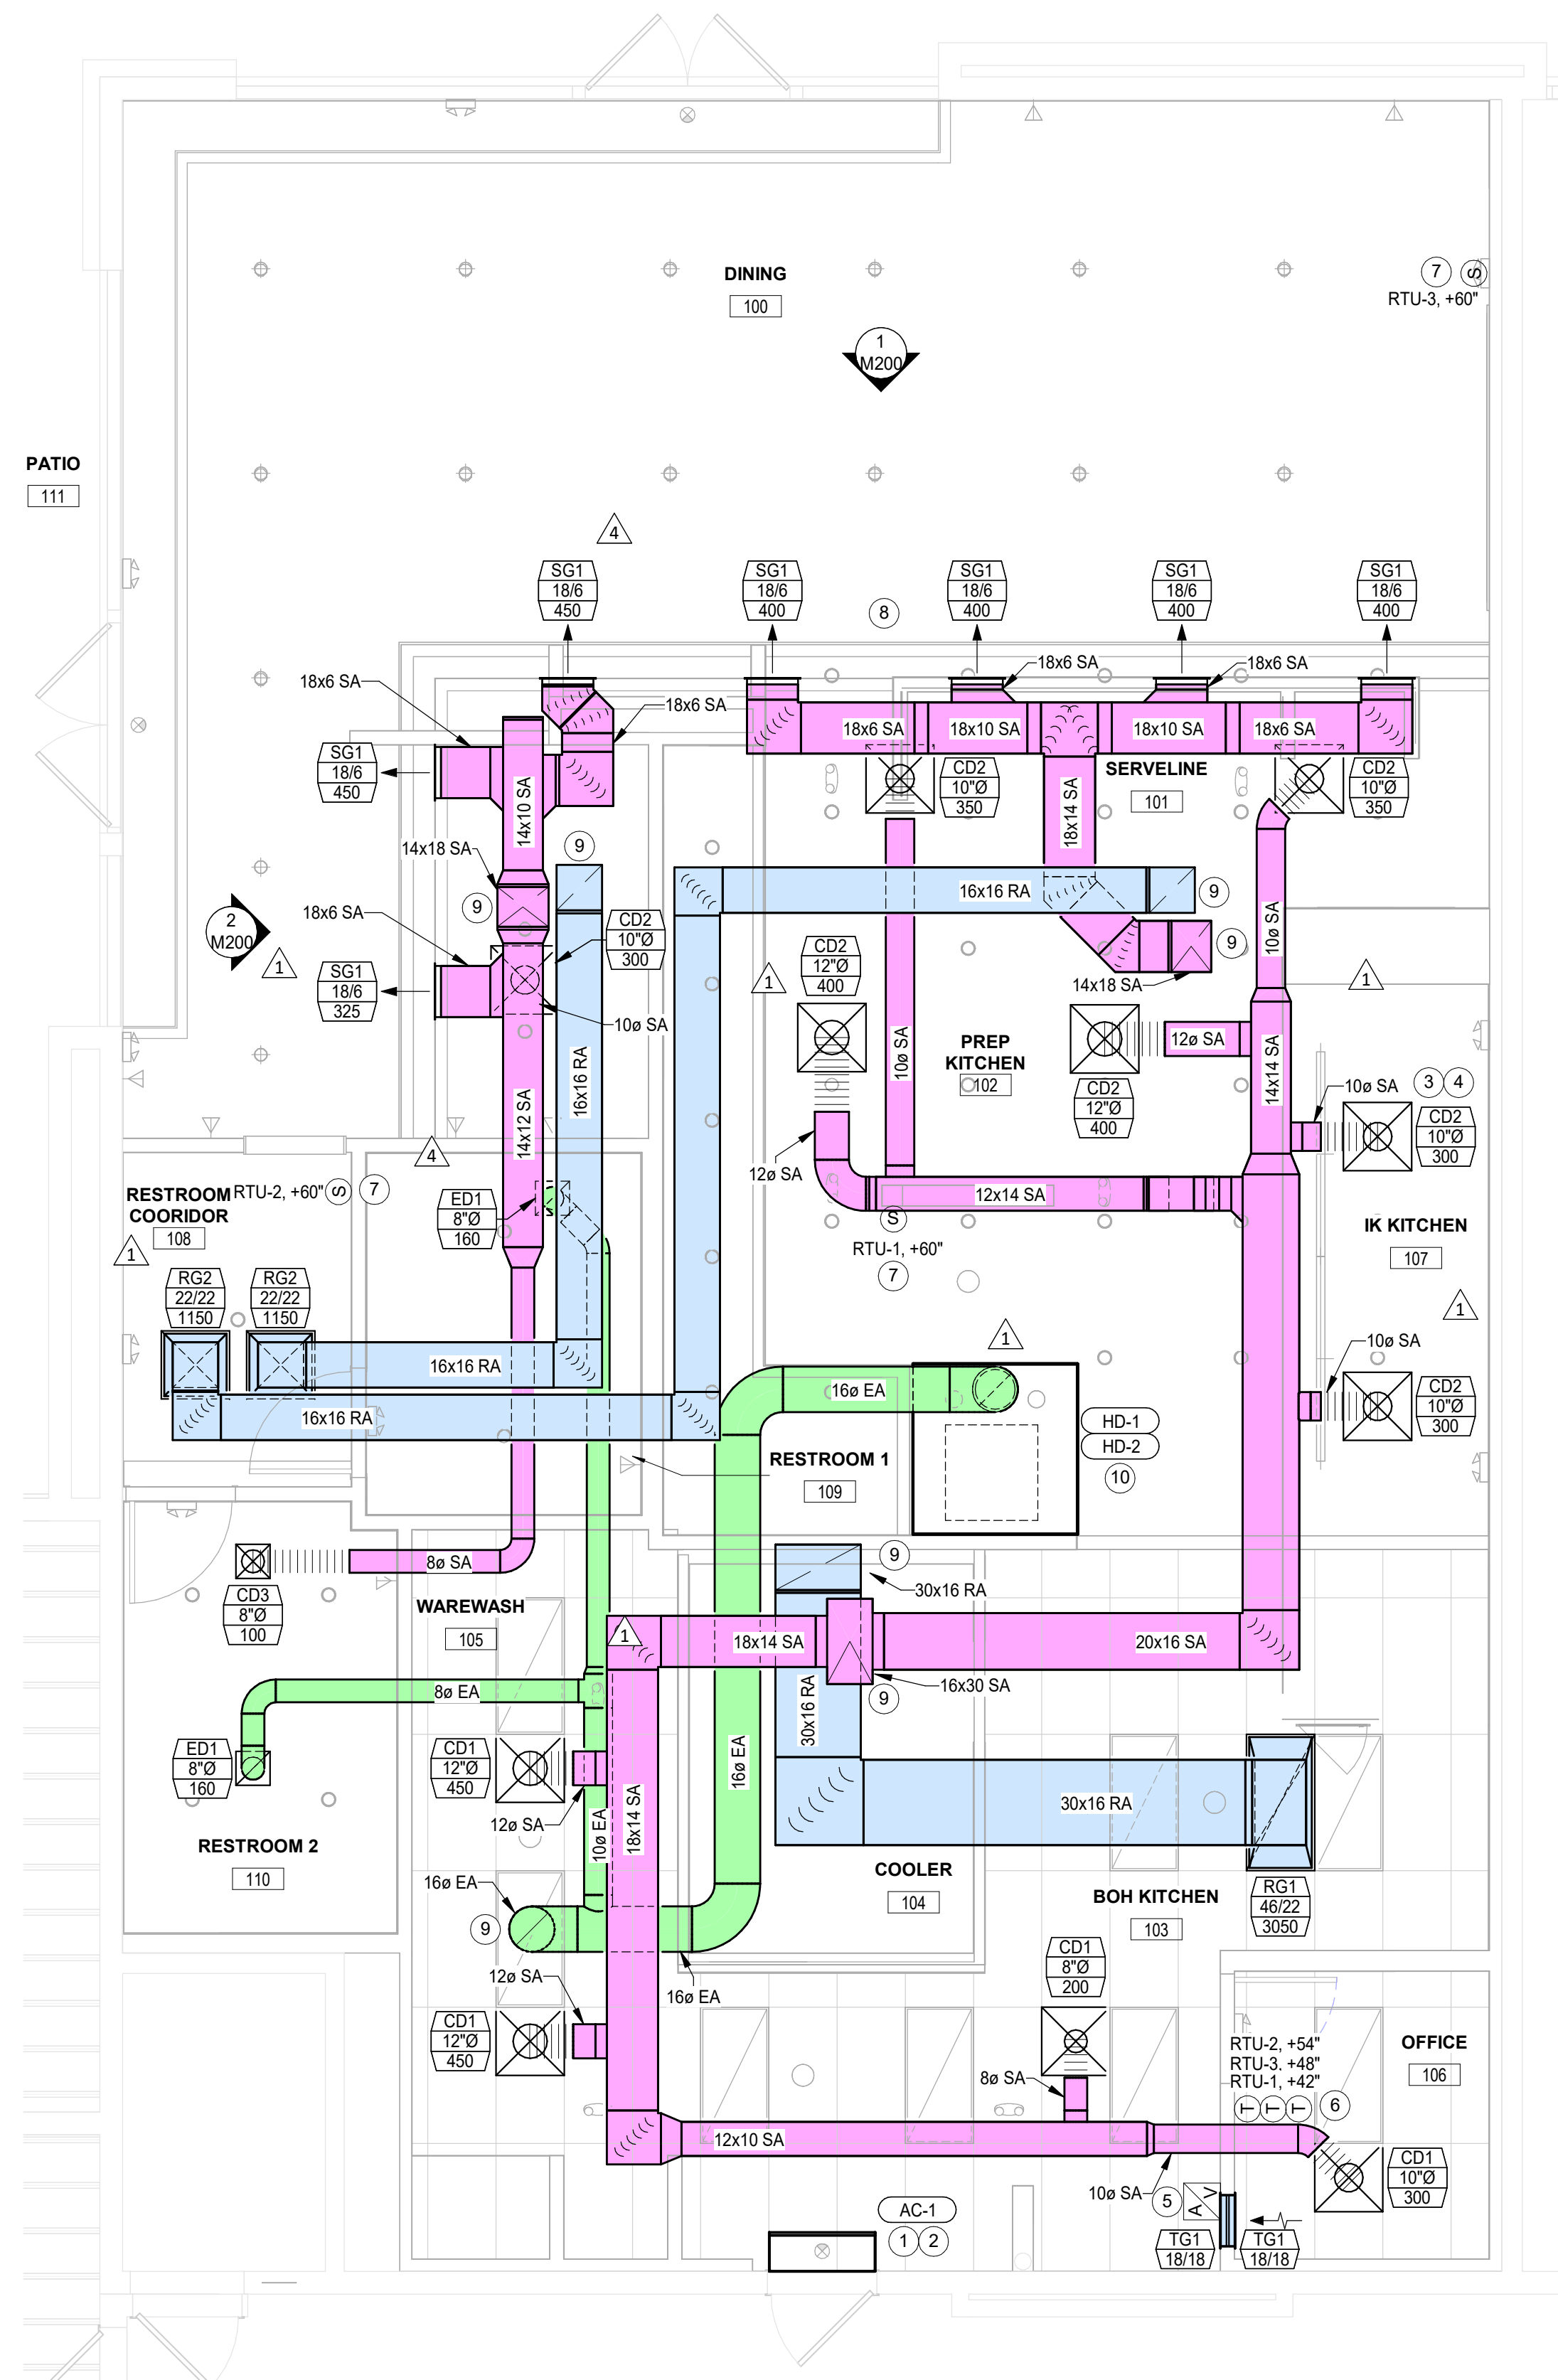 DINING
100
7
S
RTU-3, +60"
1
M200
PATIO
111
4
SG1
18/6
450
SG1
18/6
400
8
SG1
18/6
400
SG1
18/6
400
SG1
18/6
400
18x6 SA
18x6 SA
18x6 SA
18x6 SA
18x6 SA
18x10 SA
18x10 SA
18x6 SA
SG1
18/6
450
14x10 SA
CD2
10"Ø
350
SERVELINE
101
CD2
10"Ø
350
18x14 SA
14x18 SA
9
9
16x16 RA
9
18x6 SA
2
M200
1
CD2
10"Ø
300
10ø SA
9
SG1
18/6
325
CD2
12"Ø
400
1
14x18 SA
1
10ø SA
16x16 RA
10ø SA
PREP
KITCHEN
102
12ø SA
14x14 SA
CD2
12"Ø
400
10ø SA
3
4
CD2
10"Ø
300
14x12 SA
4
12ø SA
12x14 SA
RESTROOM
COORIDOR
108
RTU-2, +60"
S
7
ED1
8"Ø
160
S
RTU-1, +60"
7
IK KITCHEN
107
1
RG2
22/22
1150
RG2
22/22
1150
1
1
16x16 RA
10ø SA
16x16 RA
16ø EA
CD2
10"Ø
300
HD-1
HD-2
10
RESTROOM 1
109
8ø SA
9
30x16 RA
CD3
8"Ø
100
WAREWASH
105
1
18x14 SA
20x16 SA
8ø EA
16x30 SA
9
30x16 RA
ED1
8"Ø
160
CD1
12"Ø
450
16ø EA
12ø SA
10ø EA
18x14 SA
30x16 RA
RESTROOM 2
110
COOLER
104
BOH KITCHEN
103
RG1
46/22
3050
16ø EA
9
12ø SA
16ø EA
CD1
8"Ø
200
CD1
12"Ø
450
8ø SA
RTU-2, +54"
RTU-3, +48"
RTU-1, +42"
T
T
T
6
OFFICE
106
12x10 SA
10ø SA
5
A
V
CD1
10"Ø
300
AC-1
1
2
TG1
18/18
TG1
18/18